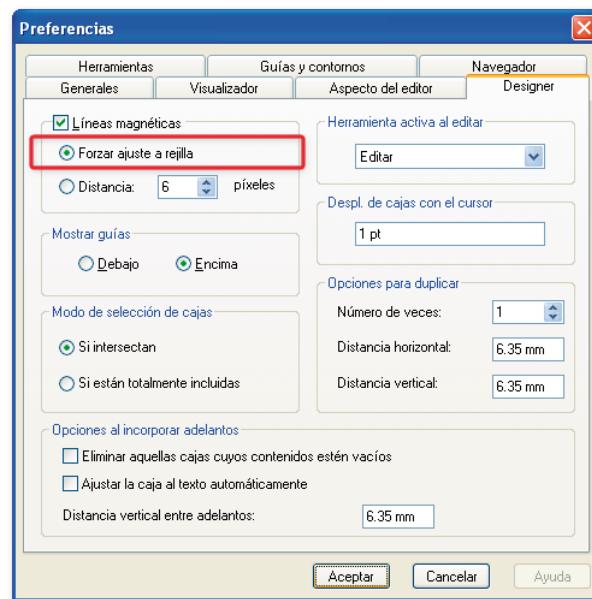 Preferencias
Herramientas
Guías y contornos
Navegador
Generales
Visualizador
Aspecto del editor
Designer
Líneas magnéticas
Forzar ajuste a rejilla
Distancia: 6 píxeles
Mostrar guías
Debajo
Encima
Modo de selección de cajas
Si intersectan
Si están totalmente incluidas
Herramienta activa al editar
Editar
Despl. de cajas con el cursor
1 pt
Opciones para duplicar
Número de veces: 1
Distancia horizontal: 6.35 mm
Distancia vertical: 6.35 mm
Opciones al incorporar adelantos
Eliminar aquellas cajas cuyos contenidos estén vacíos
Ajustar la caja al texto automáticamente
Distancia vertical entre adelantos: 6.35 mm
Aceptar
Cancelar
Ayuda